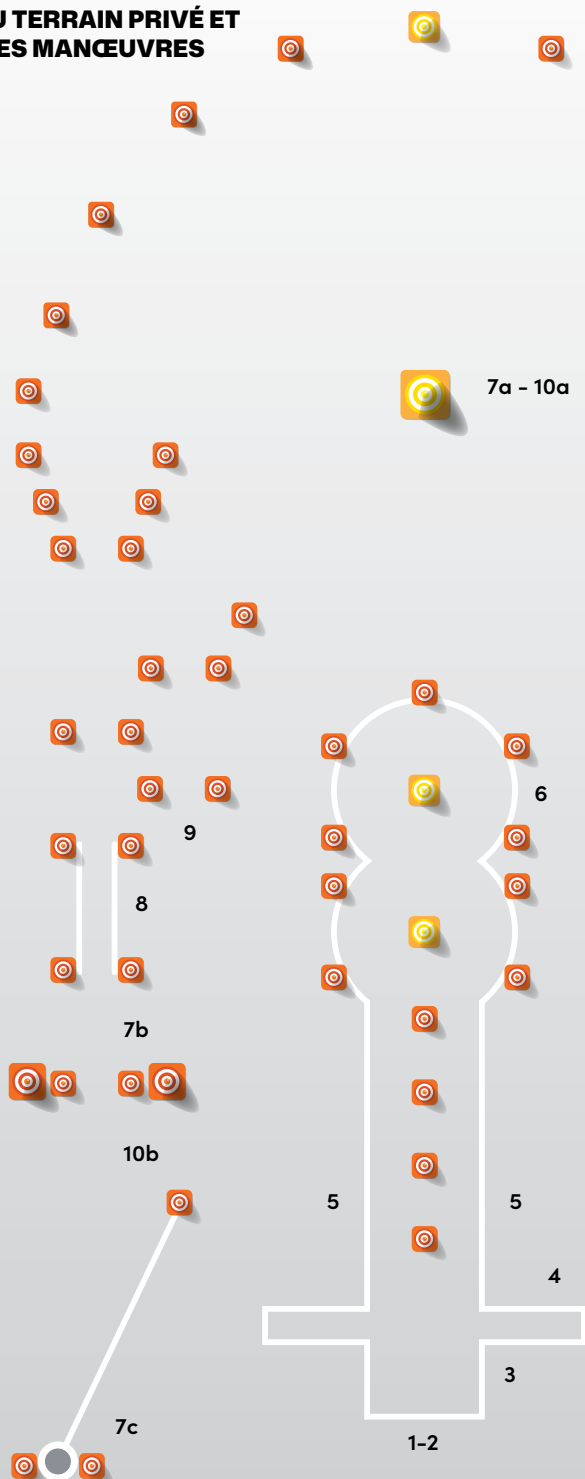 U TERRAIN PRIVÉ ET
ES MANŒUVRES
7a – 10a
6
9
8
7b
10b
5 5
4
3
7c
1–2